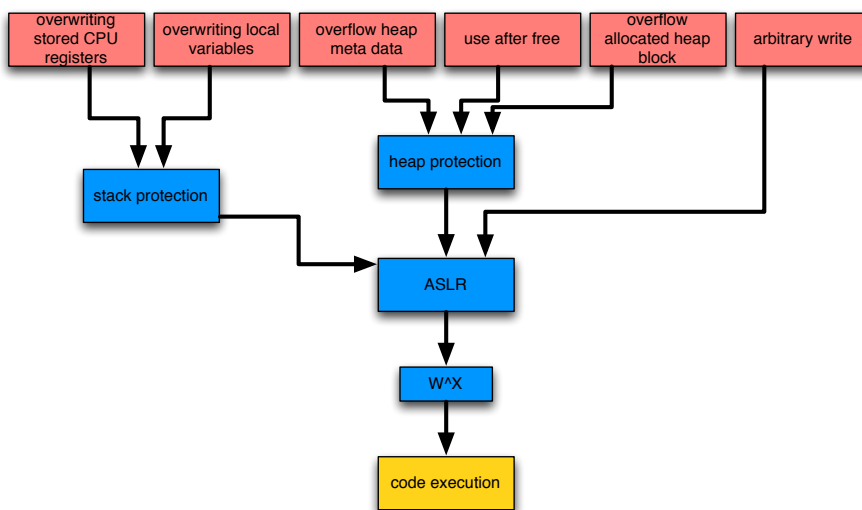 overwriting
stored CPU
registers
overwriting local
variables
overflow heap
meta data
use after free
overflow
allocated heap
block
arbitrary write
heap protection
stack protection
ASLR
W^X
code execution